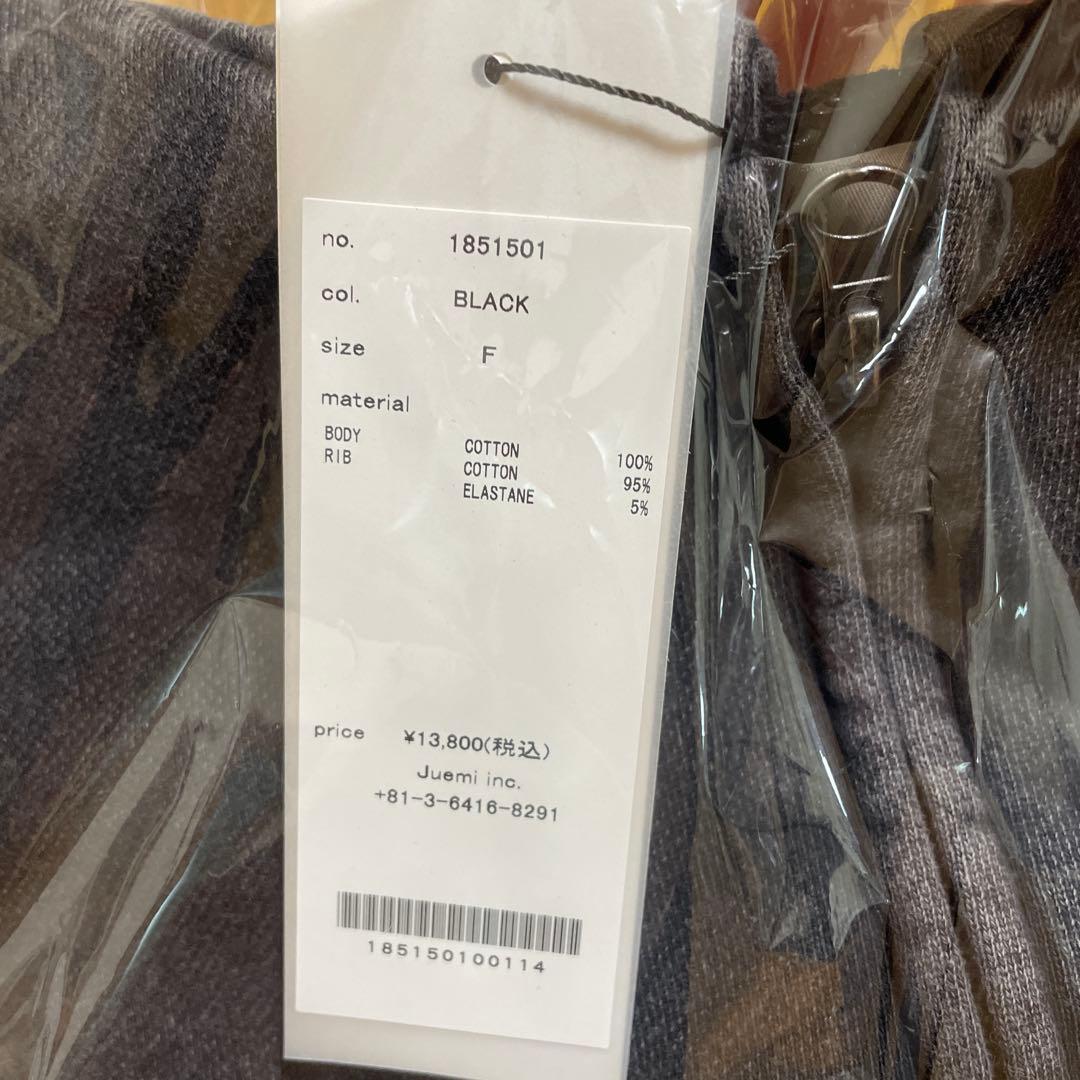 no. 1851501
col. BLACK
size F
material
BODY COTTON 100%
RIB COTTON 95%
ELASTANE 5%
price ¥13,800(税込)
Juemi inc.
+81-3-6416-8291
185150100114